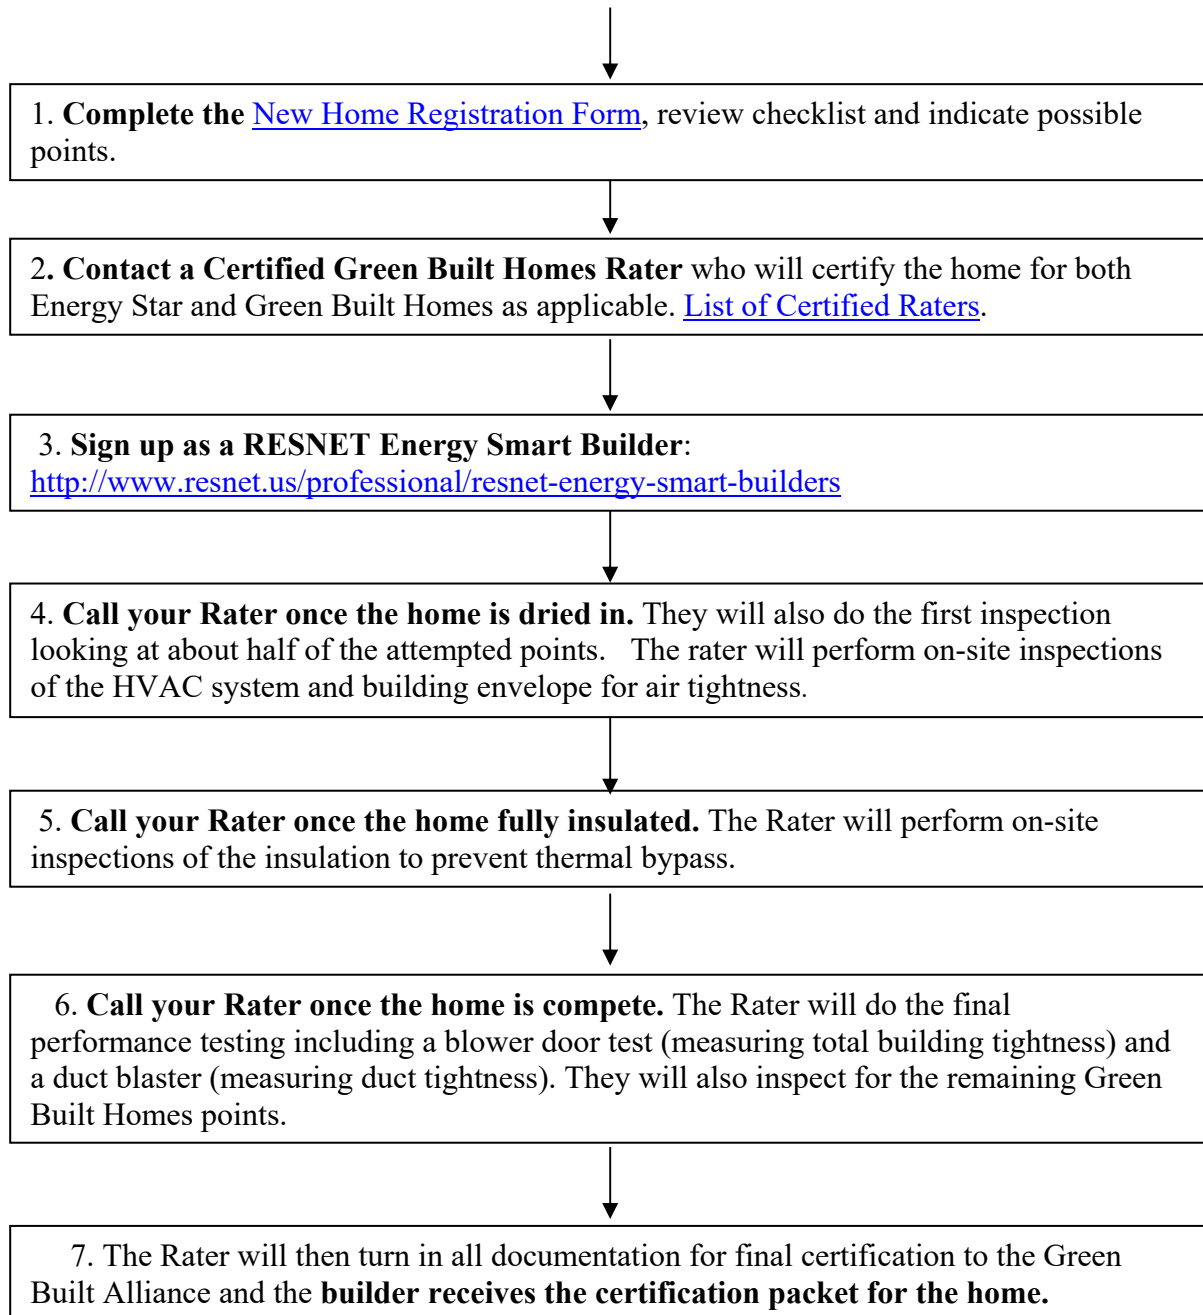 1. Complete the New Home Registration Form, review checklist and indicate possible
points.
2. Contact a Certified Green Built Homes Rater who will certify the home for both
Energy Star and Green Built Homes as applicable. List of Certified Raters.
3. Sign up as a RESNET Energy Smart Builder:
http://www.resnet.us/professional/resnet-energy-smart-builders
4. Call your Rater once the home is dried in. They will also do the first inspection
looking at about half of the attempted points.   The rater will perform on-site inspections
of the HVAC system and building envelope for air tightness.
5. Call your Rater once the home fully insulated. The Rater will perform on-site
inspections of the insulation to prevent thermal bypass.
6. Call your Rater once the home is compete. The Rater will do the final
performance testing including a blower door test (measuring total building tightness) and
a duct blaster (measuring duct tightness). They will also inspect for the remaining Green
Built Homes points.
7. The Rater will then turn in all documentation for final certification to the Green
Built Alliance and the builder receives the certification packet for the home.